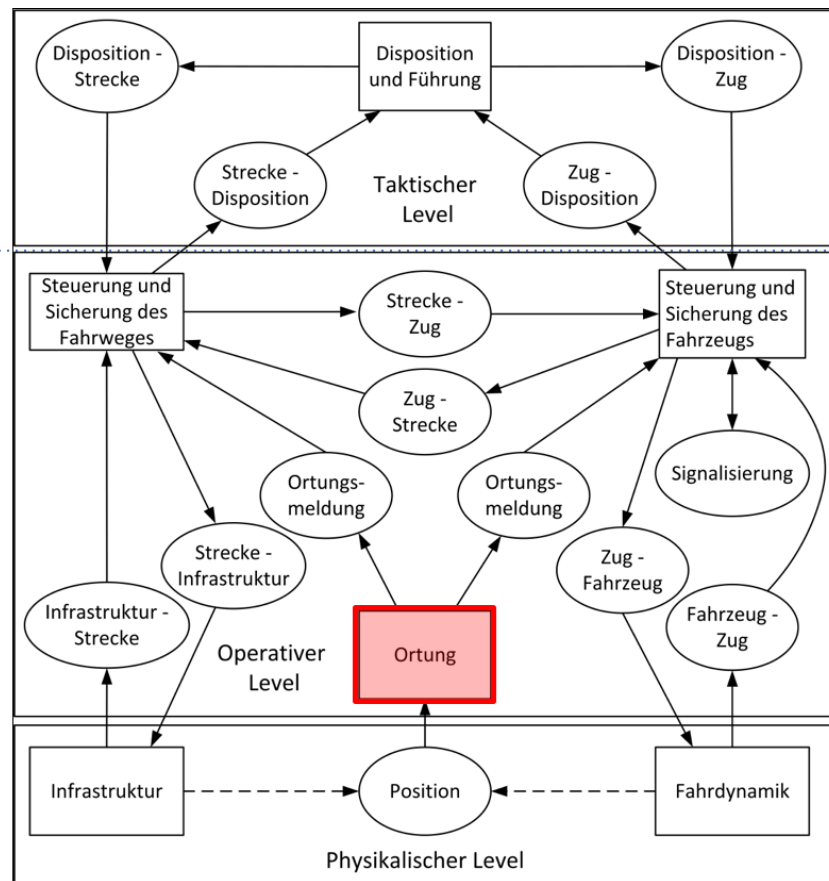 Disposition -
Strecke
Disposition
und Führung
Disposition -
Zug
Strecke -
Disposition
Zug -
Disposition
Taktischer
Level
Steuerung und
Sicherung des
Fahrweges
Strecke -
Zug
Steuerung und
Sicherung des
Fahrzeugs
Zug -
Strecke
Signalisierung
Ortungs-
meldung
Ortungs-
meldung
Strecke -
Infrastruktur
Zug -
Fahrzeug
Infrastruktur -
Strecke
Fahrzeug -
Zug
Operativer
Level
Ortung
Infrastruktur
Position
Fahrdynamik
Physikalischer Level